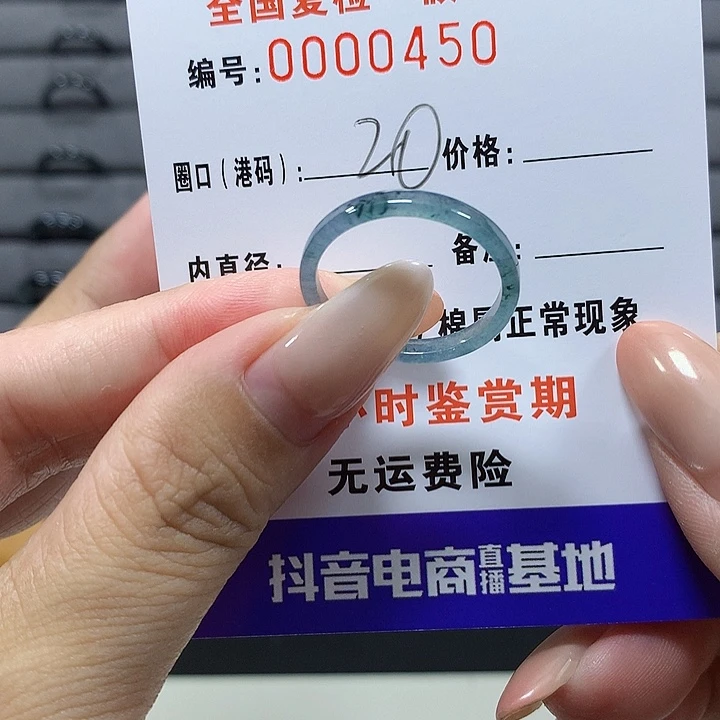 全国复检
编号:0000450
圈口(港码):20 价格:
内直径: 备注:
棉属正常现象
小时鉴赏期
无运费险
抖音电商直播基地